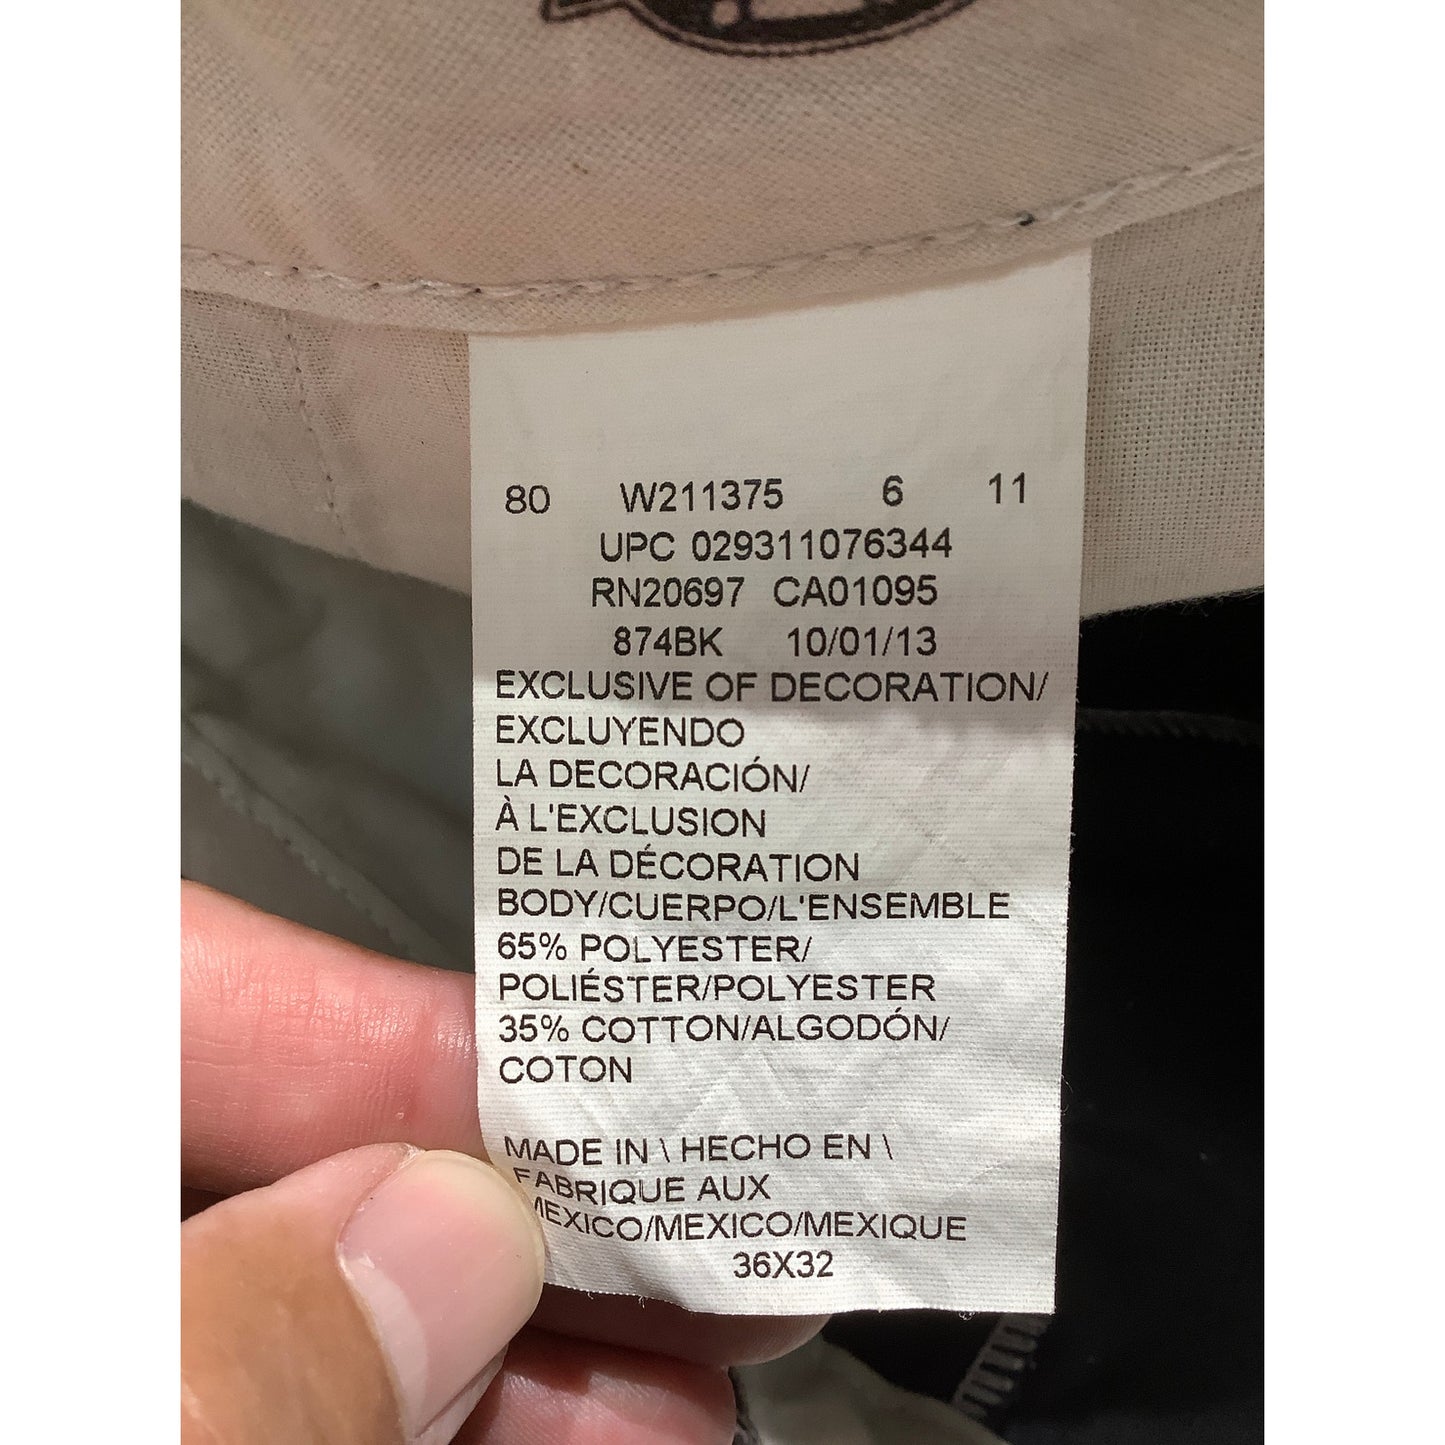 80 W211375 6 11
UPC 029311076344
RN20697 CA01095
874BK 10/01/13
EXCLUSIVE OF DECORATION/
EXCLUYENDO
LA DECORACIÓN/
À L'EXCLUSION
DE LA DÉCORATION
BODY/CUERPO/L'ENSEMBLE
65% POLYESTER/
POLIÉSTER/POLYESTER
35% COTTON/ALGODÓN/
COTON
MADE IN \ HECHO EN \
FABRIQUE AUX
MEXICO/MEXICO/MEXIQUE
36X32